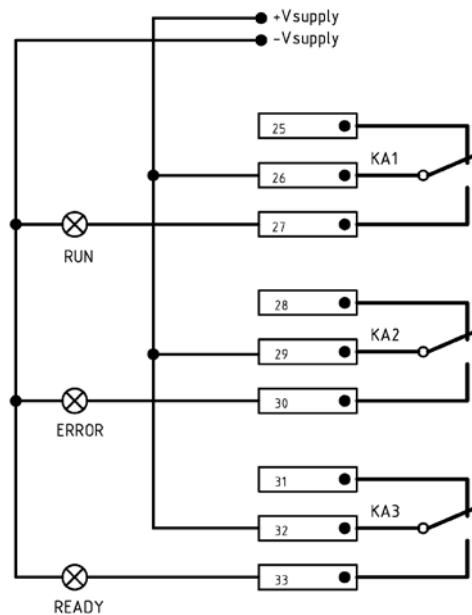 +Vsupply
-Vsupply
25
26
KA1
27
RUN
28
29
KA2
30
ERROR
31
32
KA3
33
READY